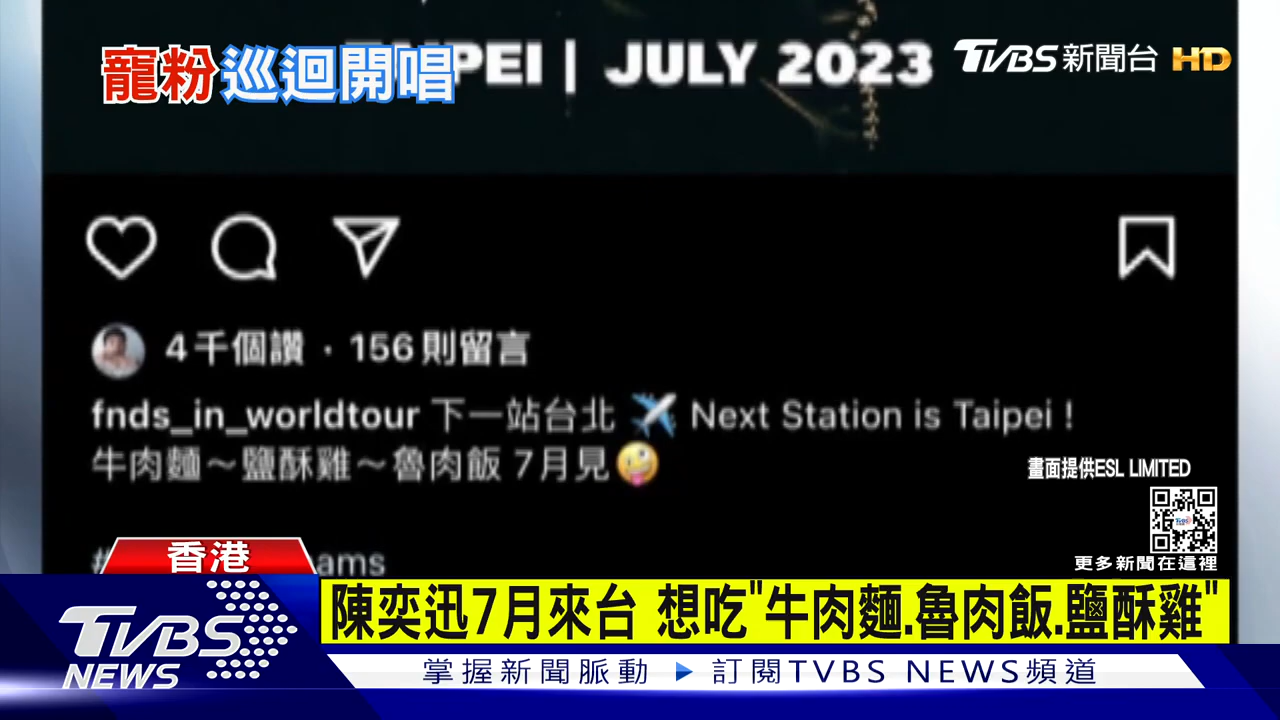 寵粉巡迴開唱
PEI | JULY 2023
TVBS新聞台 HD
4千個讚 · 156則留言
fnds_in_worldtour 下一站台北 ✈️ Next Station is Taipei!
牛肉麵~鹽酥雞~魯肉飯 7月見🤪
畫面提供ESL LIMITED
更多新聞在這裡
#
ams
香港
陳奕迅7月來台 想吃"牛肉麵.魯肉飯.鹽酥雞"
TVBS
NEWS
掌握新聞脈動 ▶ 訂閱TVBS NEWS頻道